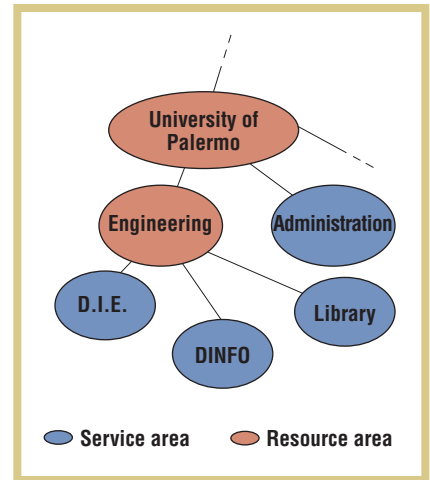 University of
Palermo
Engineering
Administration
D.I.E.
Library
DINFO
Service area
Resource area